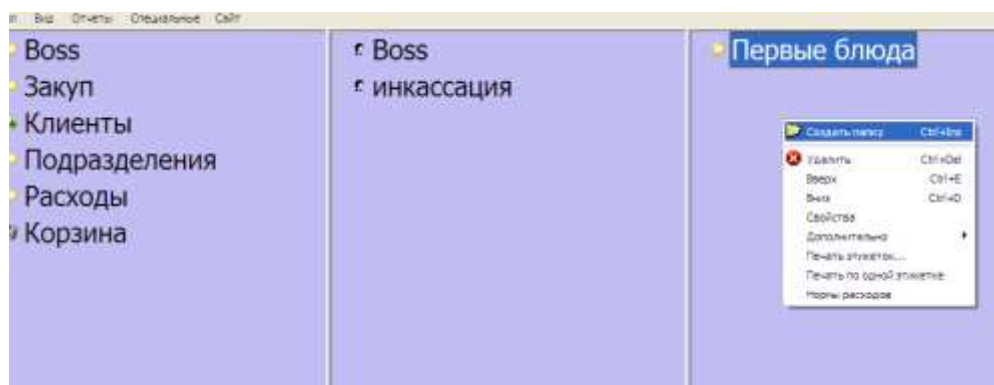 Вид Отчеты Специальное Сайт
Boss
Закуп
Клиенты
Подразделения
Расходы
Корзина
Boss
инкассация
Первые блюда
Создать папку Ctrl+Ins
Удалить Ctrl+Del
Вверх Ctrl+E
Вниз Ctrl+D
Свойства
Дополнительно
Печать этикеток...
Печать по одной этикетке
Нормы расходов